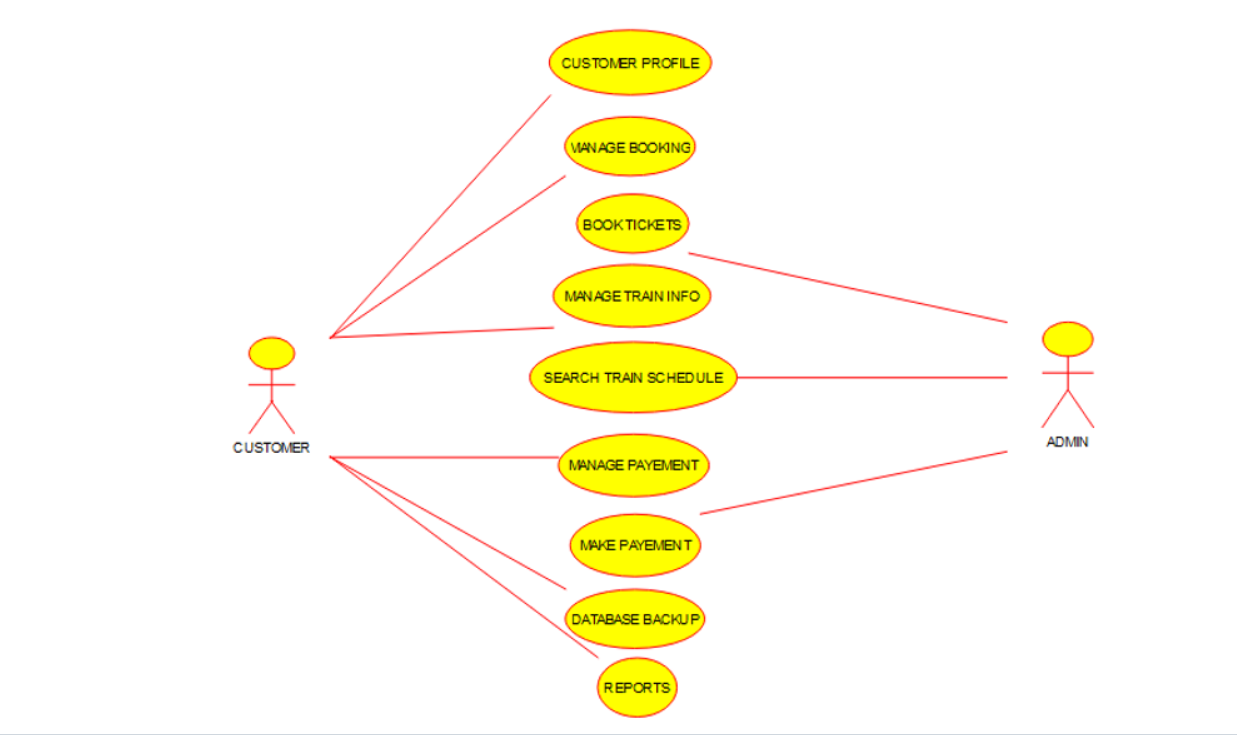 CUSTOMER PROFILE
MANAGE BOOKING
BOOK TICKETS
MANAGE TRAIN INFO
SEARCH TRAIN SCHEDULE
CUSTOMER
ADMIN
MANAGE PAYEMENT
MAKE PAYEMENT
DATABASE BACKUP
REPORTS